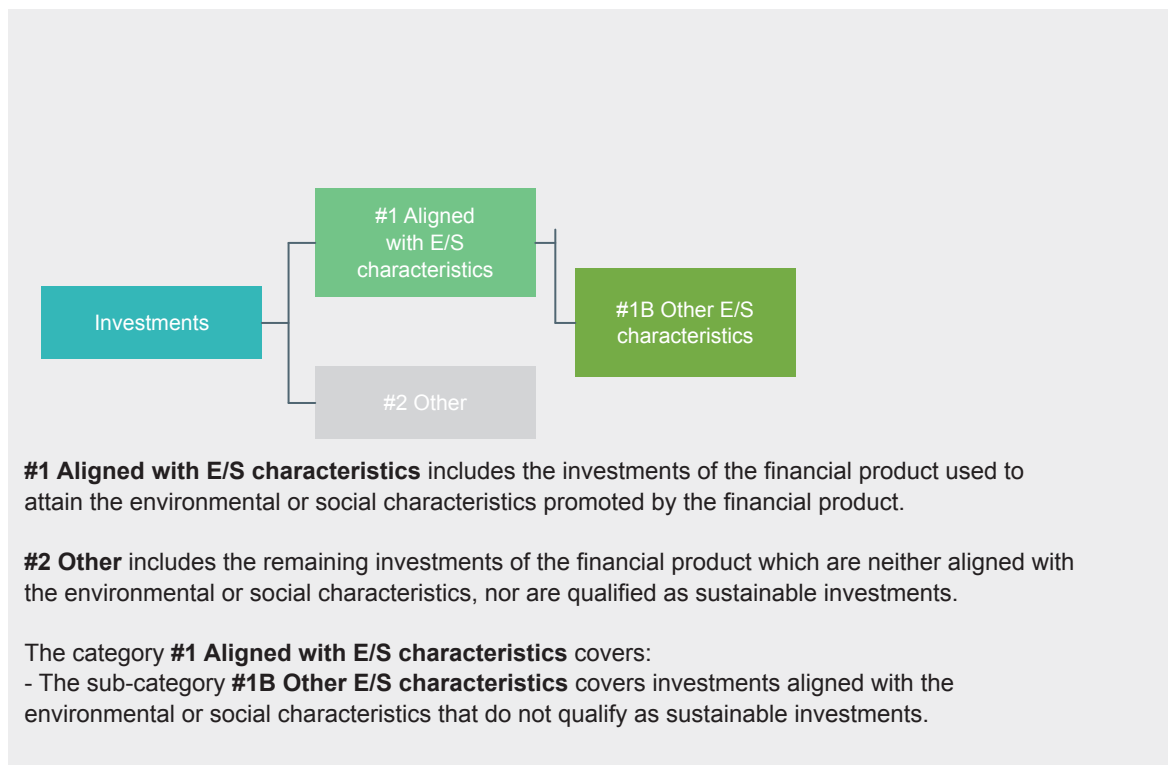 #1 Aligned
with E/S
characteristics
Investments
#1B Other E/S
characteristics
#2 Other
#1 Aligned with E/S characteristics includes the investments of the financial product used to
attain the environmental or social characteristics promoted by the financial product.
#2 Other includes the remaining investments of the financial product which are neither aligned with
the environmental or social characteristics, nor are qualified as sustainable investments.
The category #1 Aligned with E/S characteristics covers:
- The sub-category #1B Other E/S characteristics covers investments aligned with the
environmental or social characteristics that do not qualify as sustainable investments.